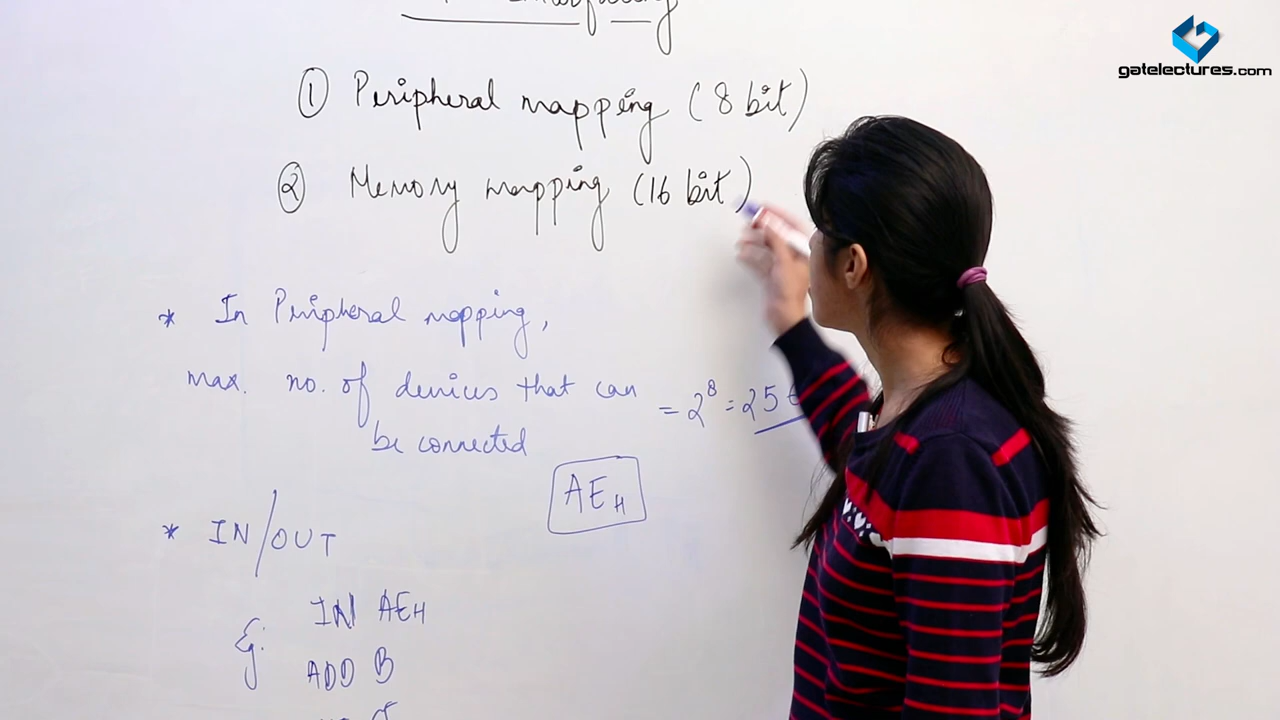 gatelectures.com
Interfacing
① Peripheral mapping (8 bit)
② Memory mapping (16 bit)
* In Peripheral mapping,
max. no. of devices that can be connected = 2⁸ = 256
AEH
* IN/OUT
Eg: IN AEH
ADD B